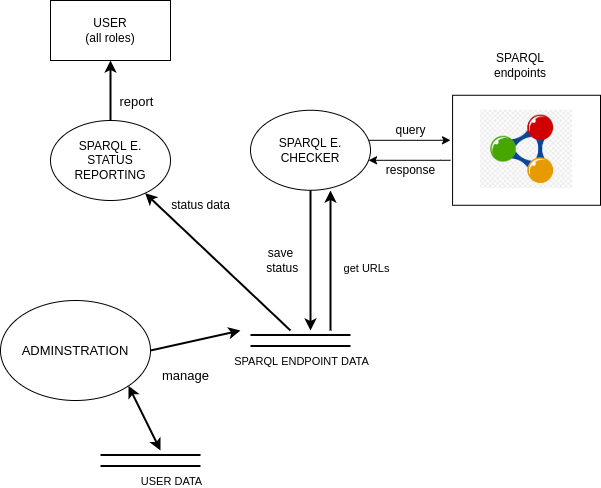 USER
(all roles)
SPARQL
endpoints
report
SPARQL E.
STATUS
REPORTING
SPARQL E.
CHECKER
query
response
status data
save
status
get URLs
ADMINSTRATION
SPARQL ENDPOINT DATA
manage
USER DATA